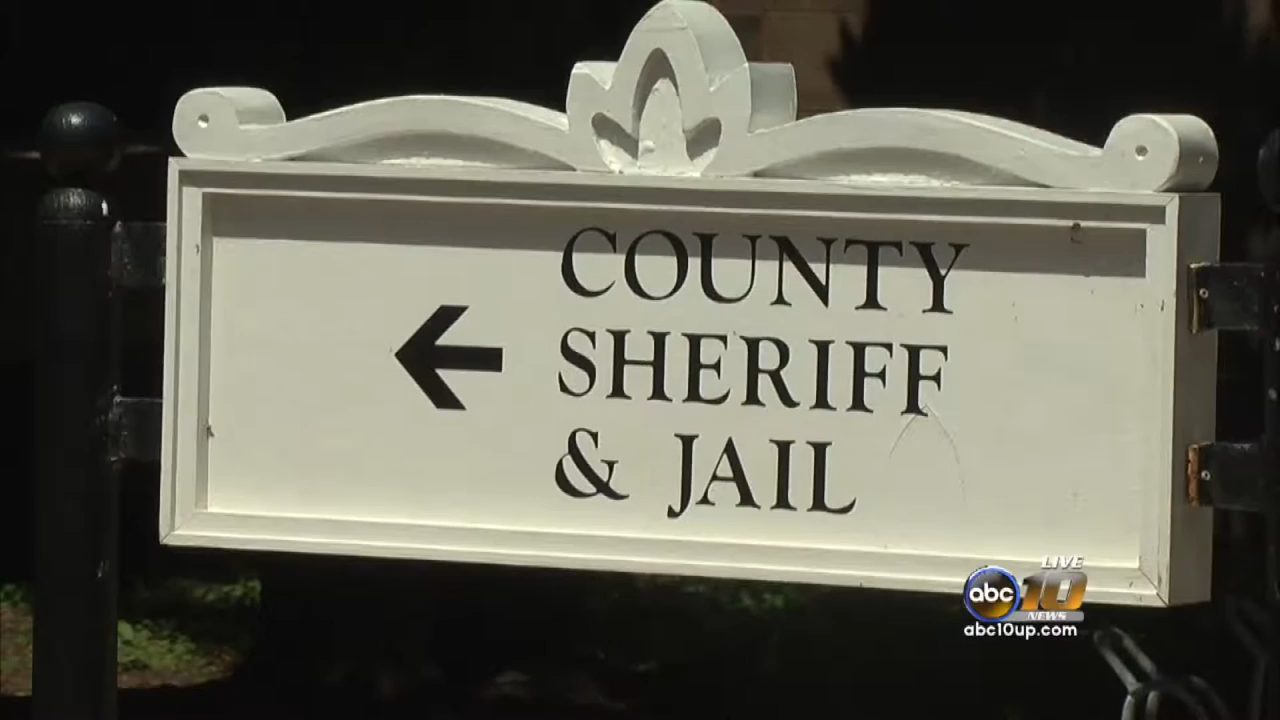 COUNTY
← SHERIFF
& JAIL
LIVE
abc 10
NEWS
abc10up.com